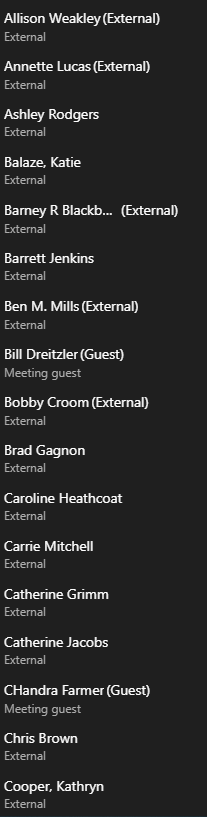 Allison Weakley (External)
External
Annette Lucas (External)
External
Ashley Rodgers
External
Balaze, Katie
External
Barney R Blackb... (External)
External
Barrett Jenkins
External
Ben M. Mills (External)
External
Bill Dreitzler (Guest)
Meeting guest
Bobby Croom (External)
External
Brad Gagnon
External
Caroline Heathcoat
External
Carrie Mitchell
External
Catherine Grimm
External
Catherine Jacobs
External
CHandra Farmer (Guest)
Meeting guest
Chris Brown
External
Cooper, Kathryn
External